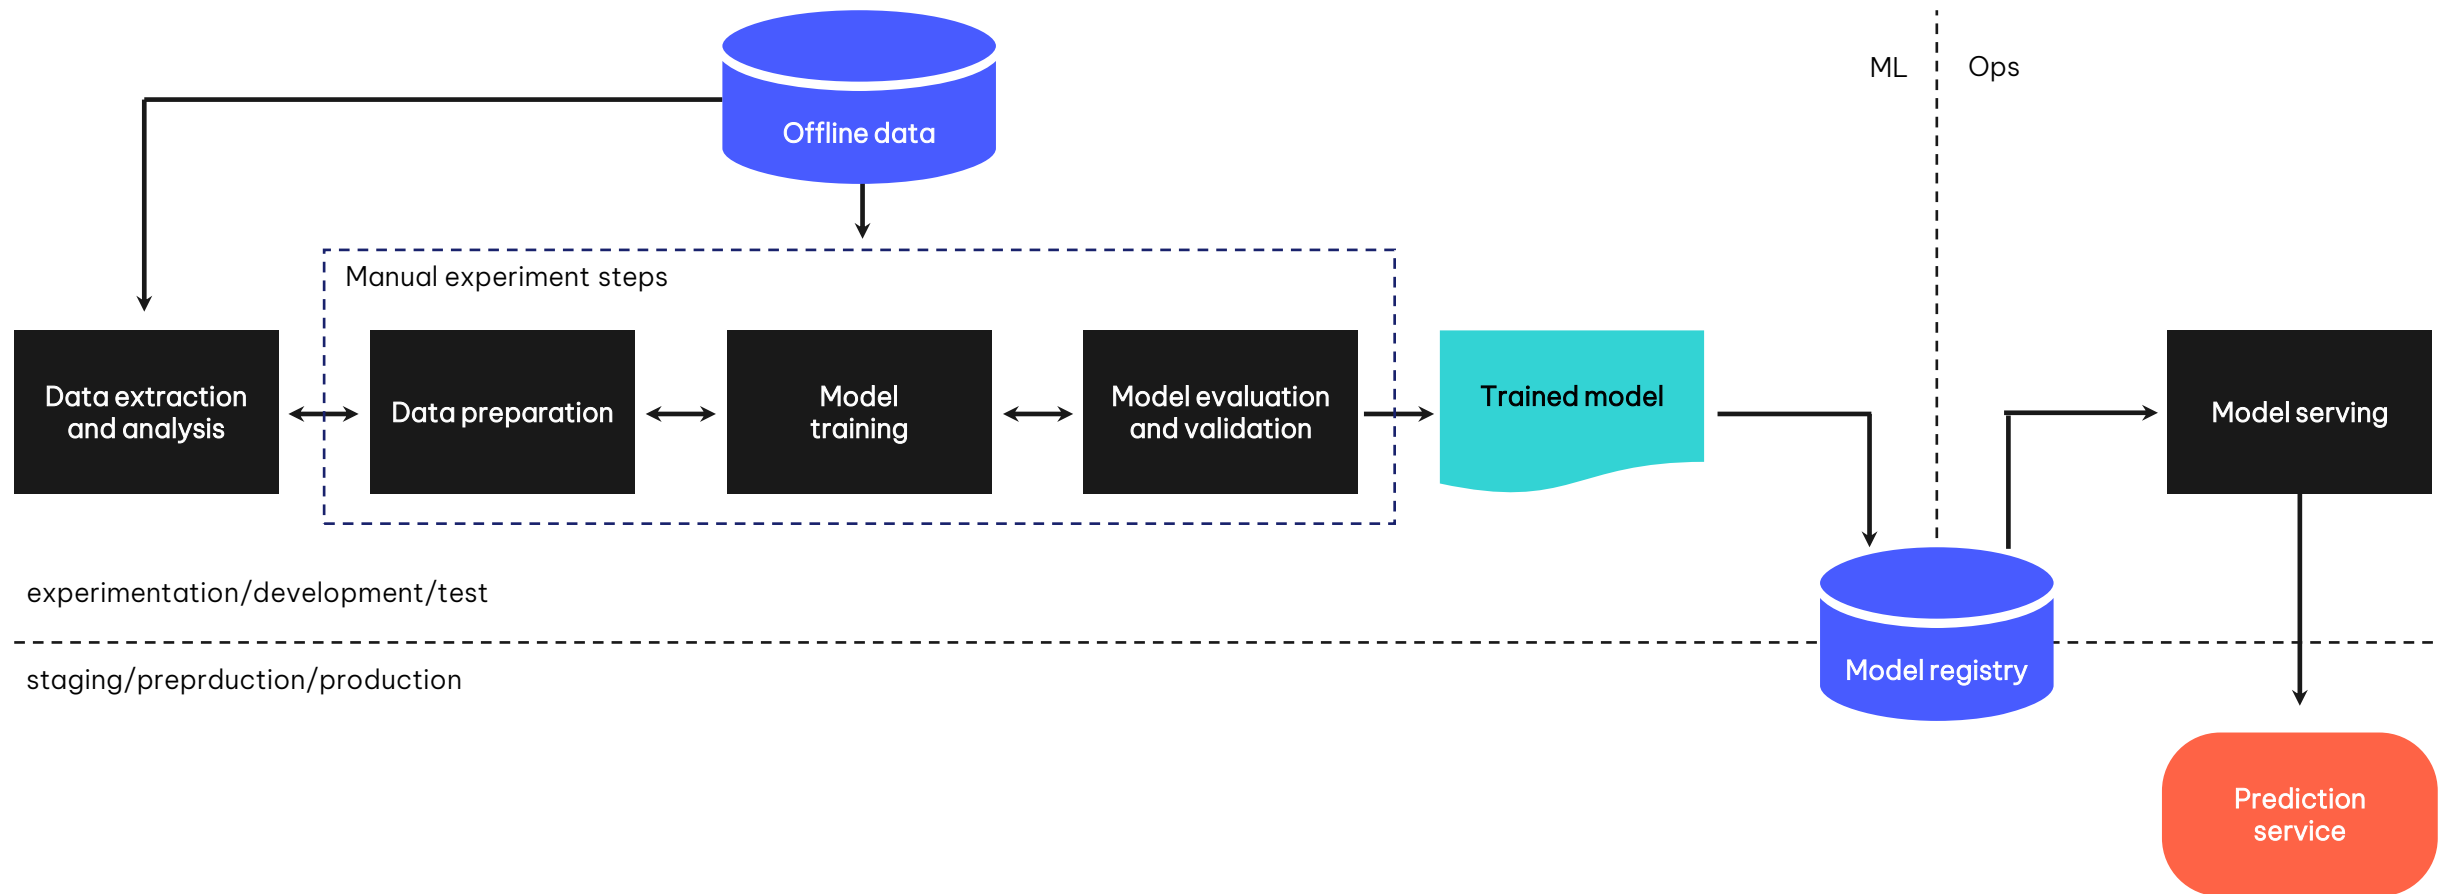 ML
Ops
Offline data
Manual experiment steps
Data extraction
and analysis
Data preparation
Model
training
Model evaluation
and validation
Trained model
Model serving
experimentation/development/test
staging/preprduction/production
Model registry
Prediction
service